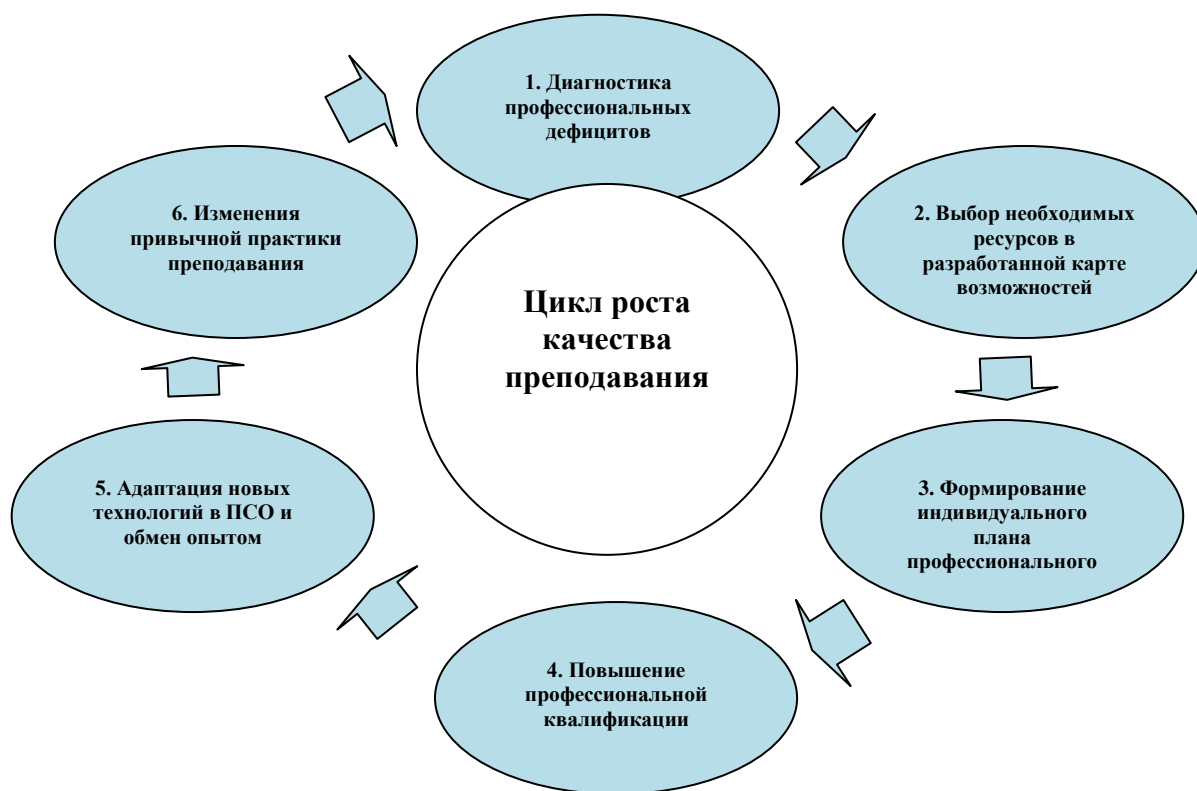 1. Диагностика
профессиональных
дефицитов
2. Выбор необходимых
ресурсов в
разработанной карте
возможностей
3. Формирование
индивидуального
плана
профессионального
4. Повышение
профессиональной
квалификации
5. Адаптация новых
технологий в ПСО и
обмен опытом
6. Изменения
привычной практики
преподавания
Цикл роста
качества
преподавания